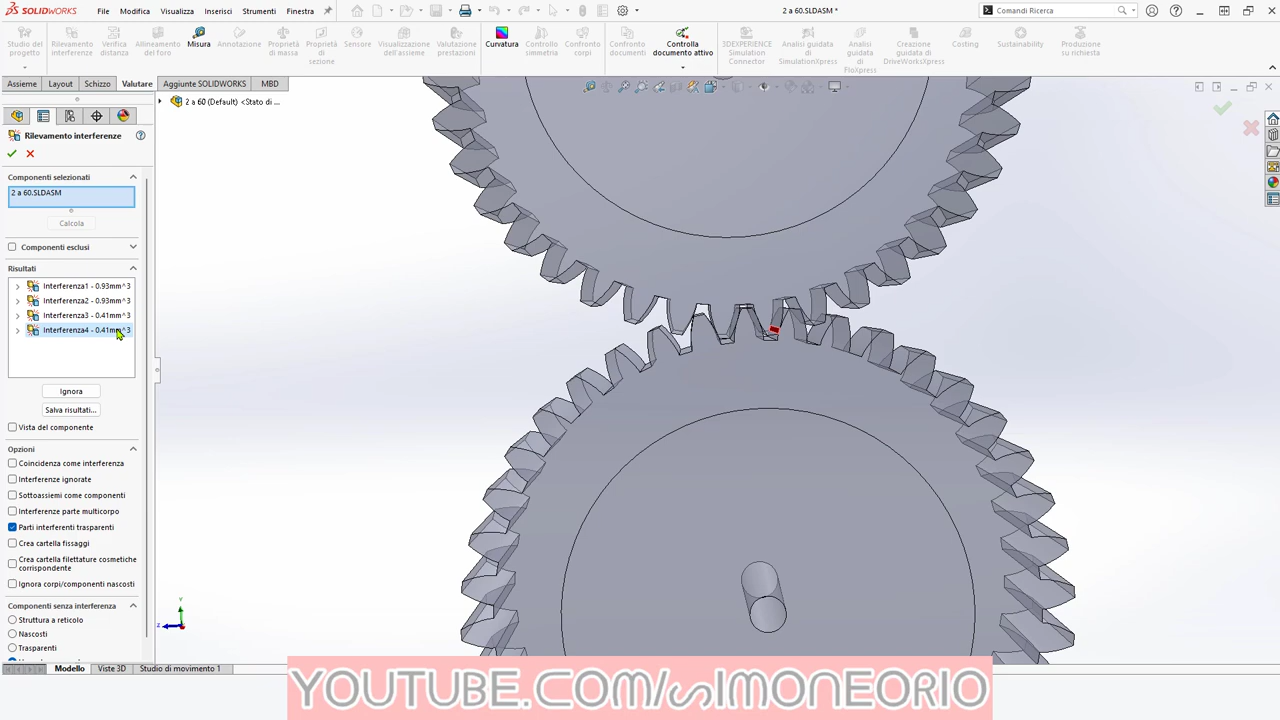 SOLIDWORKS
File
Modifica
Visualizza
Inserisci
Strumenti
Finestra
2 a 60.SLDASM *
Comandi Ricerca
Studio del progetto
Rilevamento interferenze
Verifica distanza
Allineamento del foro
Misura
Annotazione
Proprietà di massa
Proprietà di sezione
Sensore
Visualizzazione dell'assieme
Valutazione prestazioni
Curvatura
Controllo simmetria
Confronto corpi
Confronto documenti
Controlla documento attivo
3DEXPERIENCE Simulation Connector
Analisi guidata di SimulationXpress
Analisi guidata di FloXpress
Creazione guidata di DriveWorksXpress
Costing
Sustainability
Produzione su richiesta
Assieme
Layout
Schizzo
Valutare
Aggiunte SOLIDWORKS
MBD
2 a 60 (Default) <Stato di ...
Rilevamento interferenze
Componenti selezionati
2 a 60.SLDASM
Calcola
Componenti esclusi
Risultati
Interferenza1 - 0.93mm^3
Interferenza2 - 0.93mm^3
Interferenza3 - 0.41mm^3
Interferenza4 - 0.41mm^3
Ignora
Salva risultati...
Vista del componente
Opzioni
Coincidenza come interferenza
Interferenze ignorate
Sottoassiemi come componenti
Interferenze parte multicorpo
Parti interferenti trasparenti
Crea cartella fissaggi
Crea cartella filettature cosmetiche
corrispondente
Ignora corpi/componenti nascosti
Componenti senza interferenza
Struttura a reticolo
Nascosti
Trasparenti
Y
Z
Modello
Viste 3D
Studio di movimento 1
YOUTUBE.COM/SIMONEORIO